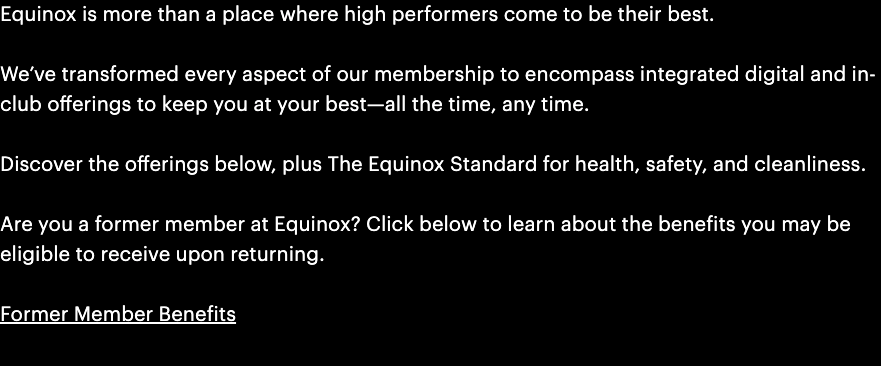 Equinox is more than a place where high performers come to be their best.
We’ve transformed every aspect of our membership to encompass integrated digital and in-
club offerings to keep you at your best—all the time, any time.
Discover the offerings below, plus The Equinox Standard for health, safety, and cleanliness.
Are you a former member at Equinox? Click below to learn about the benefits you may be
eligible to receive upon returning.
Former Member Benefits